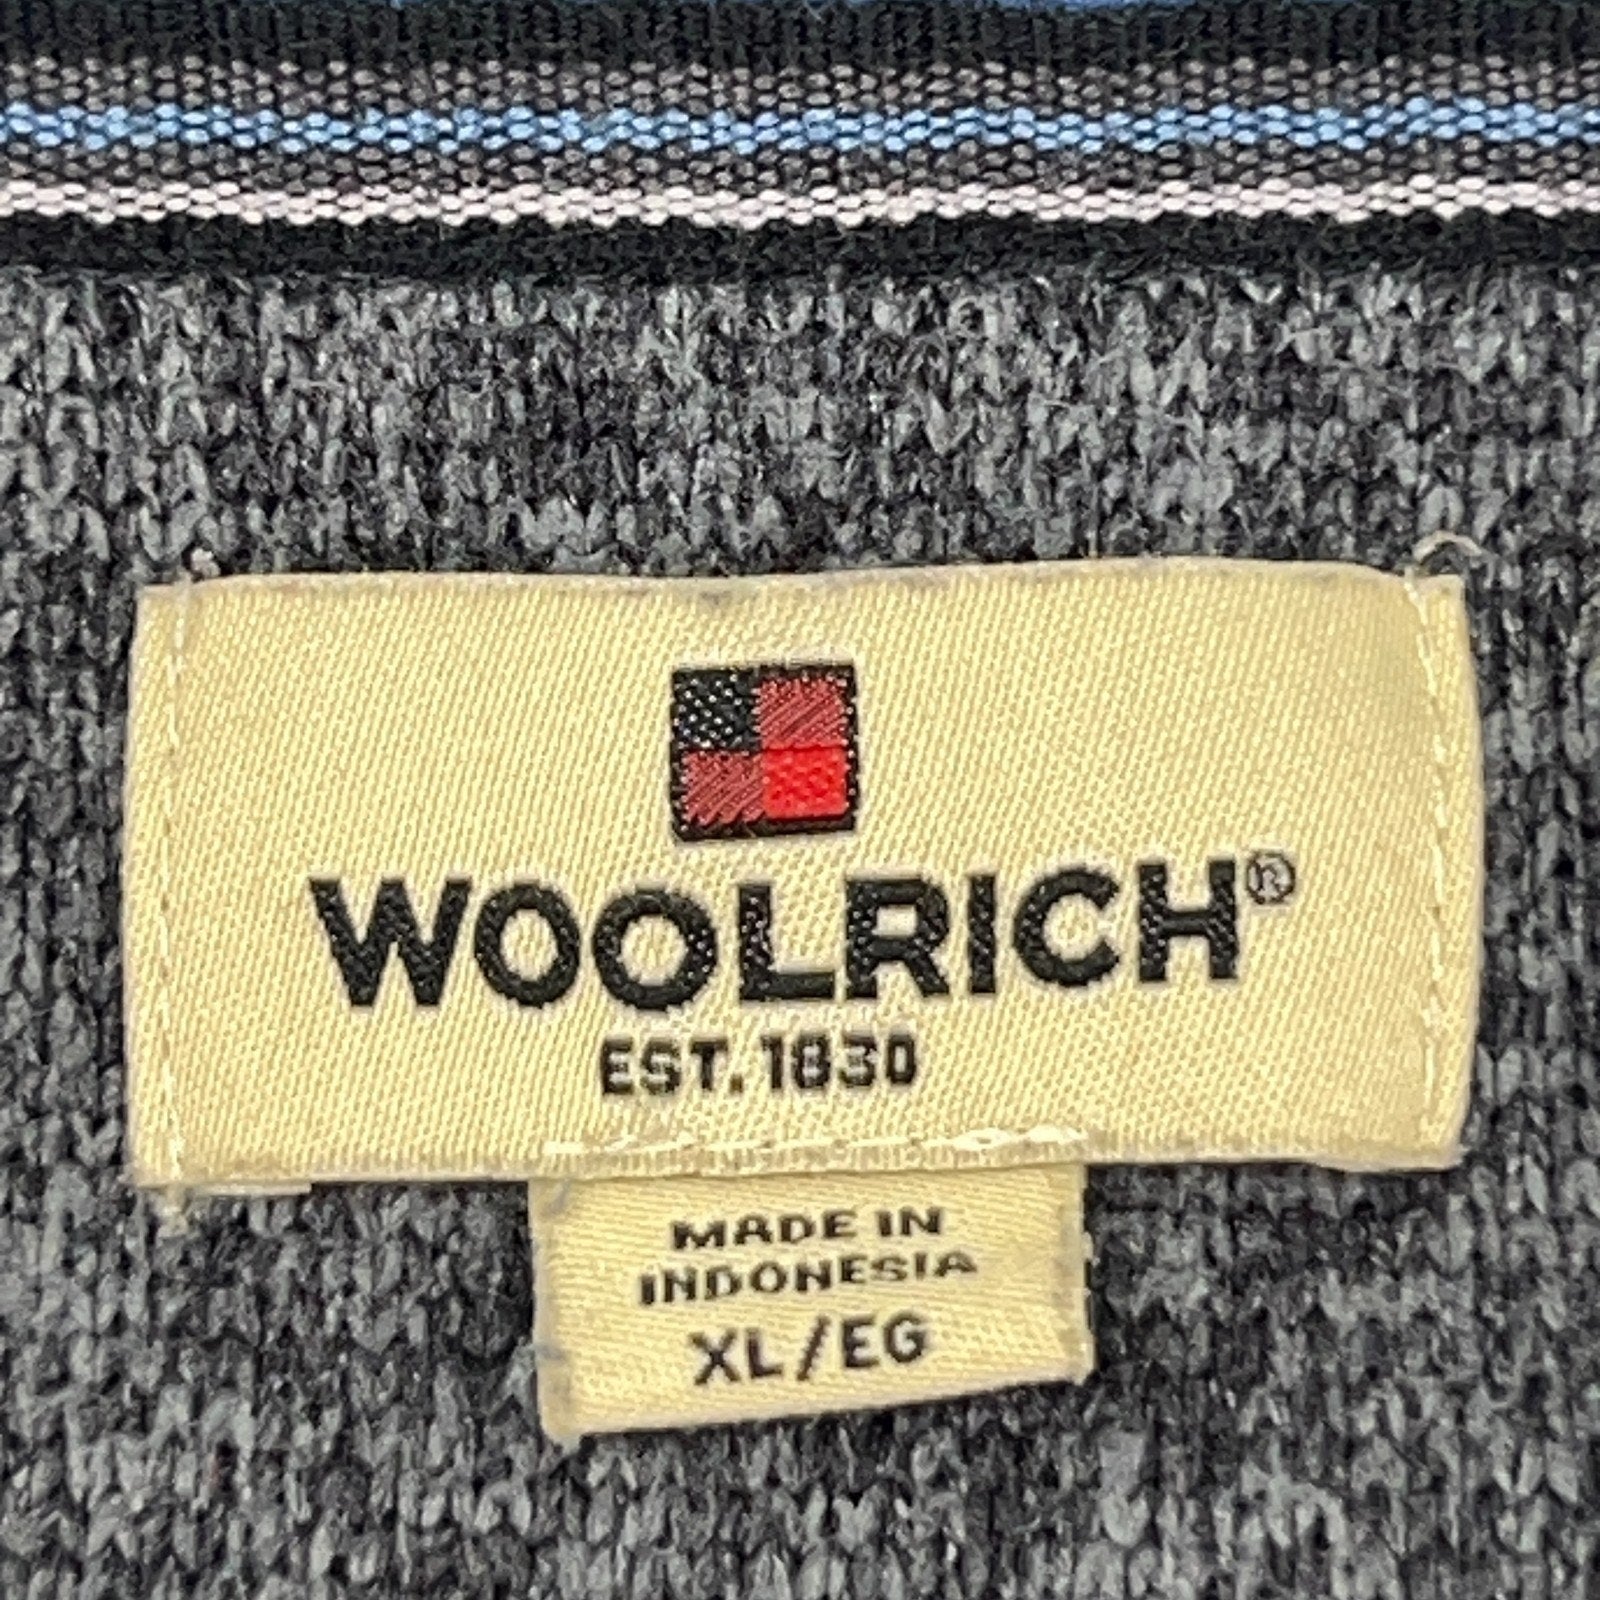 WOOLRICH®
EST. 1830
MADE IN
INDONESIA
XL/EG